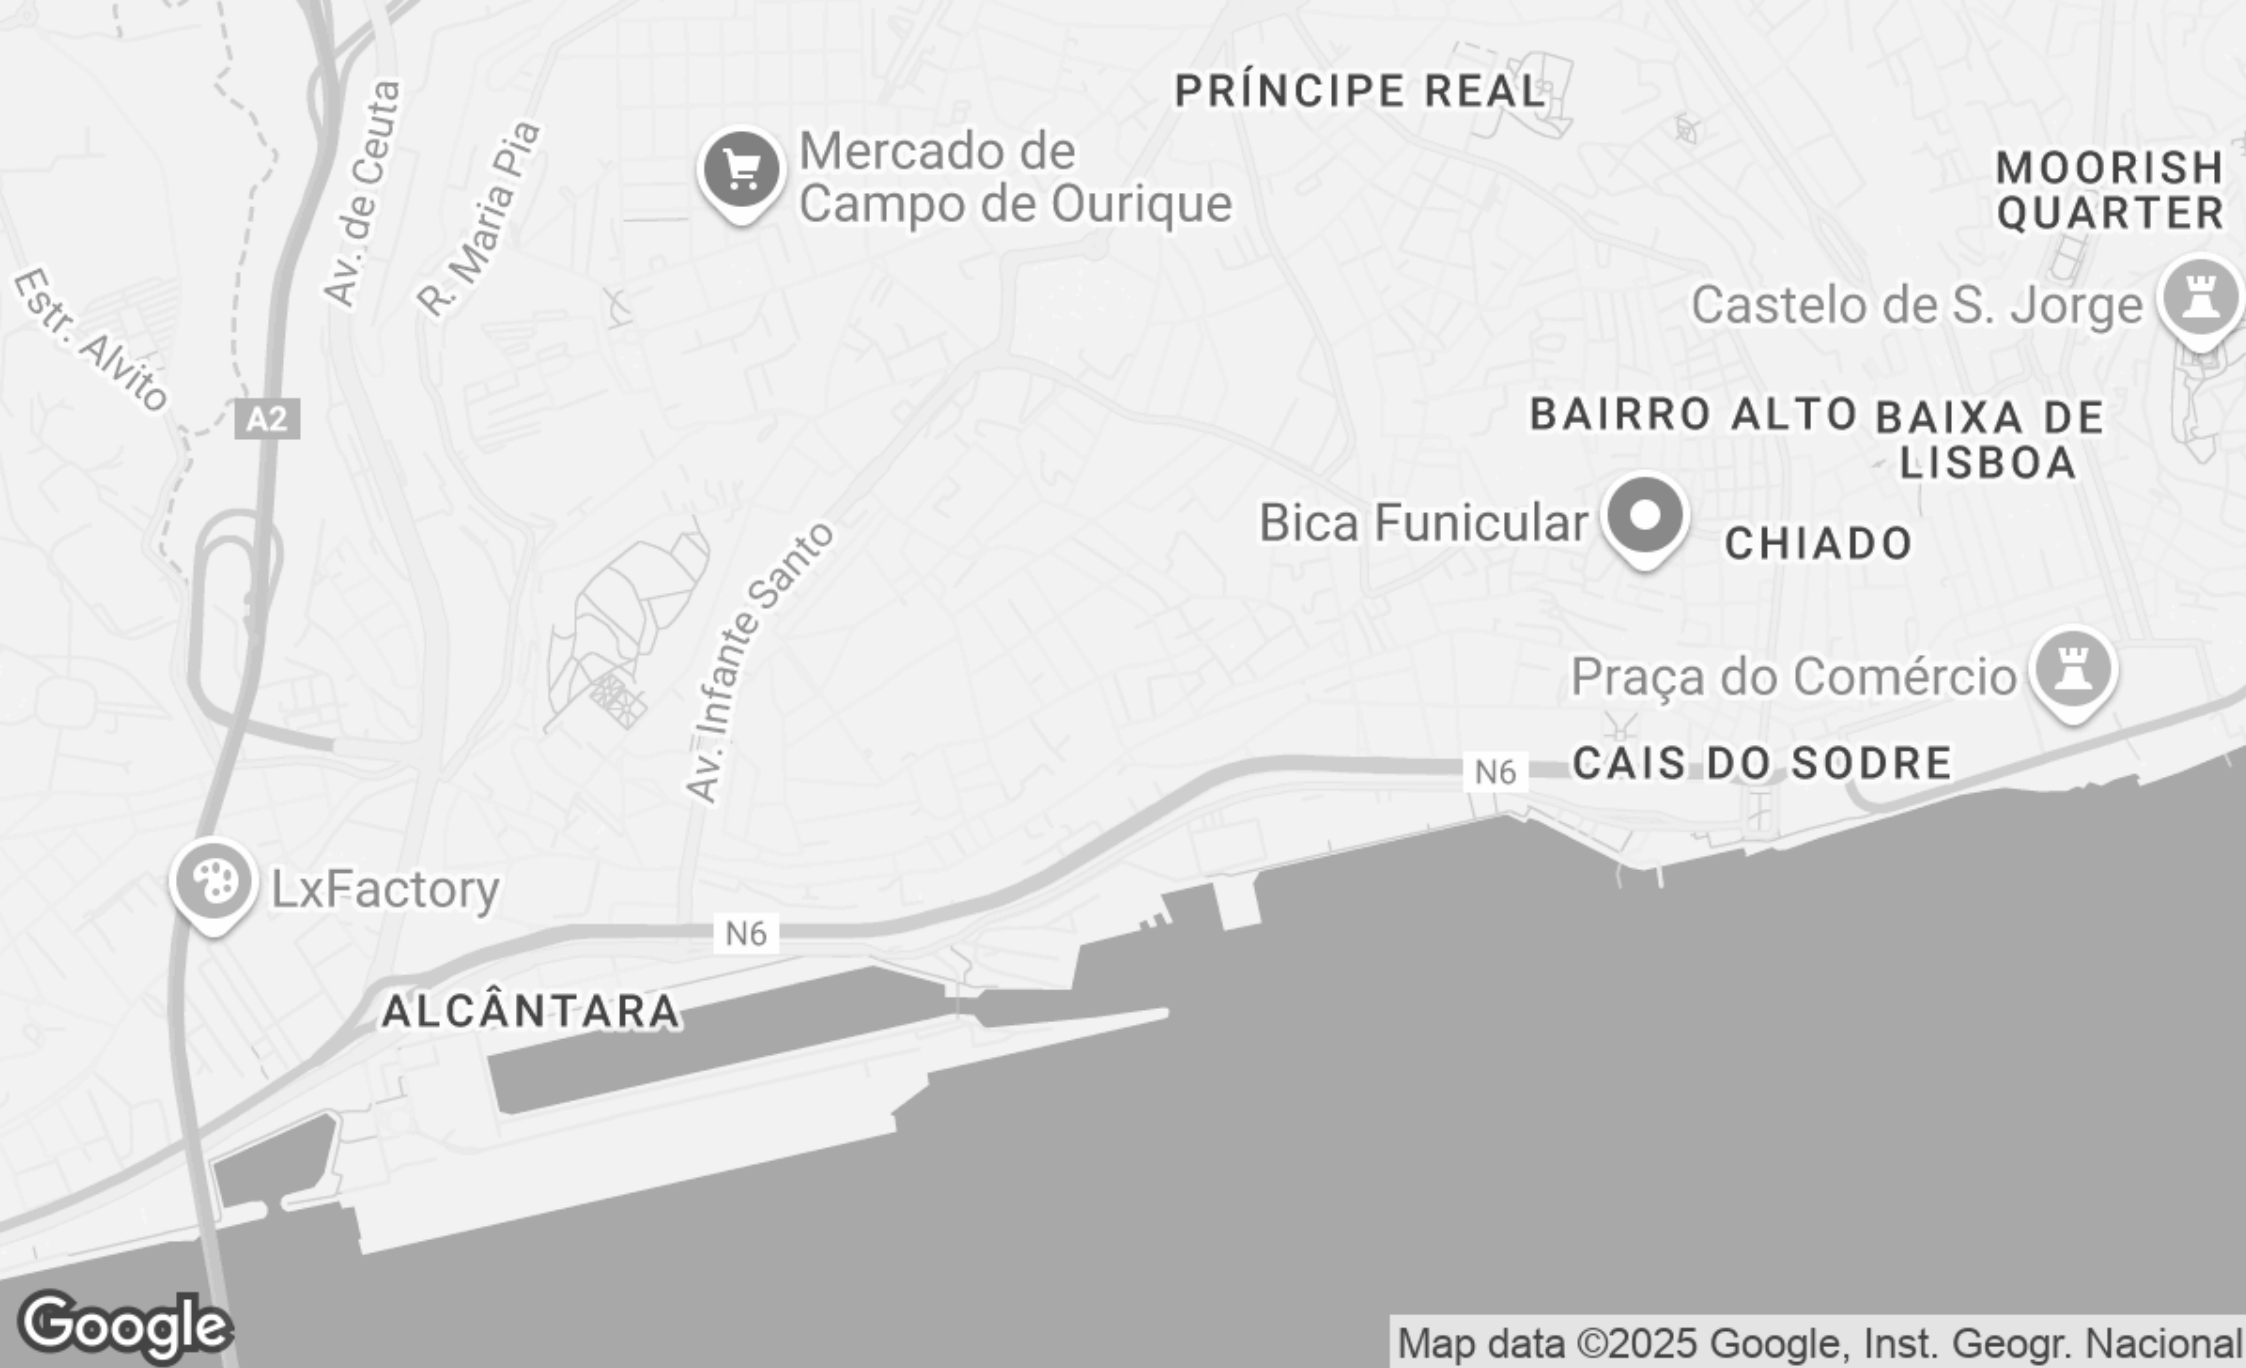 PRÍNCIPE REAL
Av. de Ceuta
R. Maria Pia
Mercado de
Campo de Ourique
MOORISH
QUARTER
Castelo de S. Jorge
Estr. Alvito
A2
BAIRRO ALTO
BAIXA DE
LISBOA
Bica Funicular
CHIADO
Av. Infante Santo
Praça do Comércio
N6
CAIS DO SODRE
LxFactory
N6
ALCÂNTARA
Google
Map data ©2025 Google, Inst. Geogr. Nacional